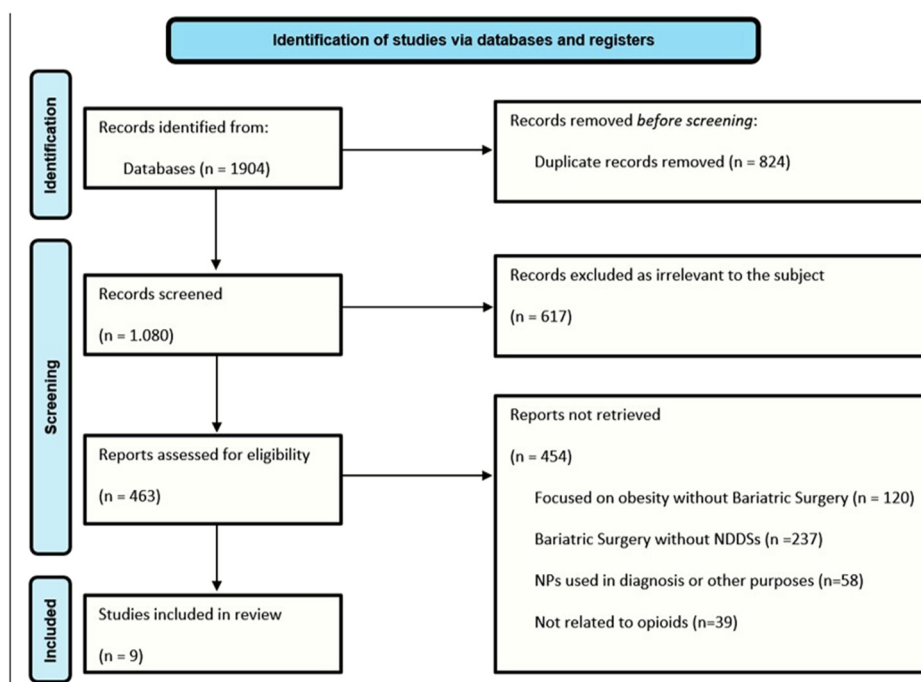 Identification of studies via databases and registers
Identification
Records identified from:
Databases (n = 1904)
Records removed before screening:
Duplicate records removed (n = 824)
Screening
Records screened
(n = 1.080)
Records excluded as irrelevant to the subject
(n = 617)
Reports assessed for eligibility
(n = 463)
Reports not retrieved
(n = 454)
Focused on obesity without Bariatric Surgery (n = 120)
Bariatric Surgery without NDDSs (n =237)
NPs used in diagnosis or other purposes (n=58)
Not related to opioids (n=39)
Included
Studies included in review
(n = 9)